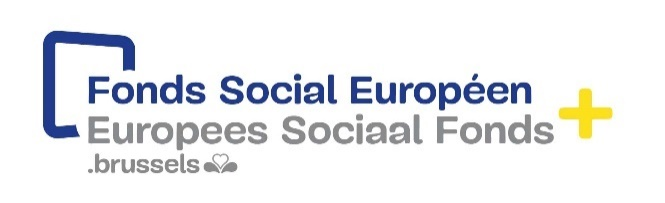 Fonds Social Européen
Europees Sociaal Fonds +
.brussels